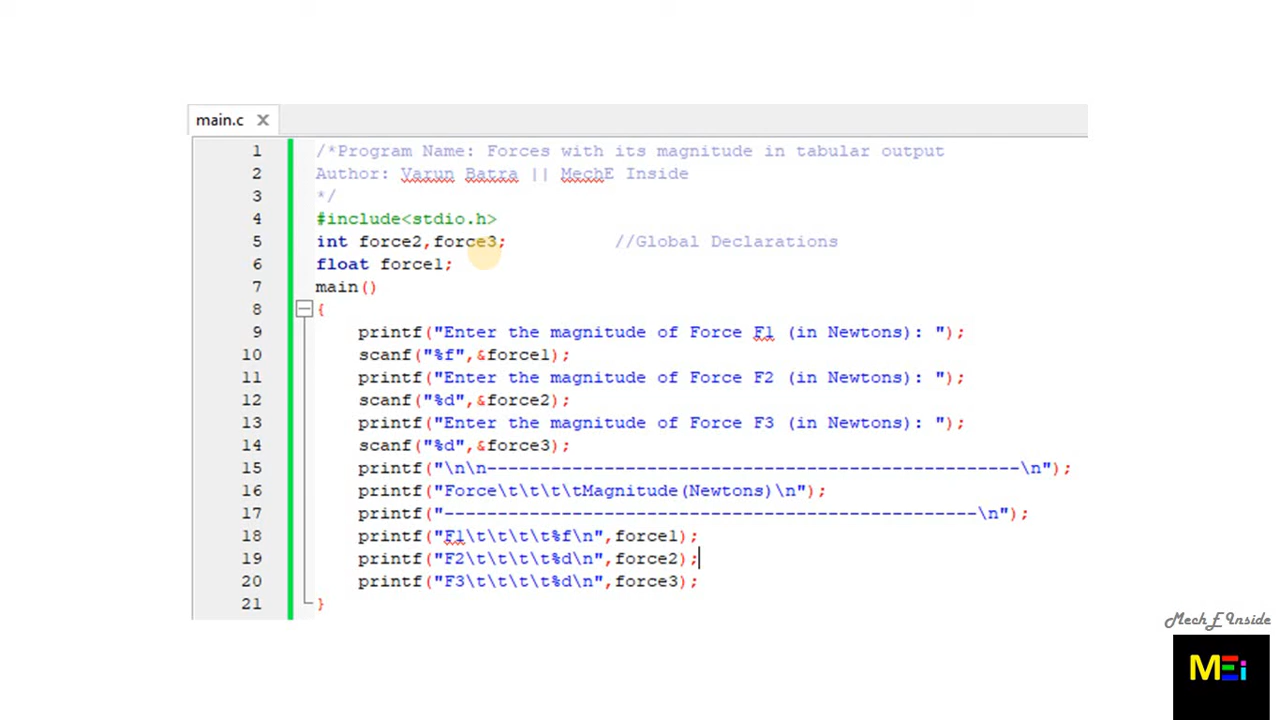 main.c
1 /*Program Name: Forces with its magnitude in tabular output
2 Author: Varun Batra || MechE Inside
3 */
4 #include<stdio.h>
5 int force2,force3; //Global Declarations
6 float force1;
7 main()
8 {
9 printf("Enter the magnitude of Force F1 (in Newtons): ");
10 scanf("%f",&force1);
11 printf("Enter the magnitude of Force F2 (in Newtons): ");
12 scanf("%d",&force2);
13 printf("Enter the magnitude of Force F3 (in Newtons): ");
14 scanf("%d",&force3);
15 printf("\n\n--------------------------------------------------\n");
16 printf("Force\t\t\t\tMagnitude(Newtons)\n");
17 printf("--------------------------------------------------\n");
18 printf("F1\t\t\t\t%f\n",force1);
19 printf("F2\t\t\t\t%d\n",force2);
20 printf("F3\t\t\t\t%d\n",force3);
21 }
Mech E Inside
MEi